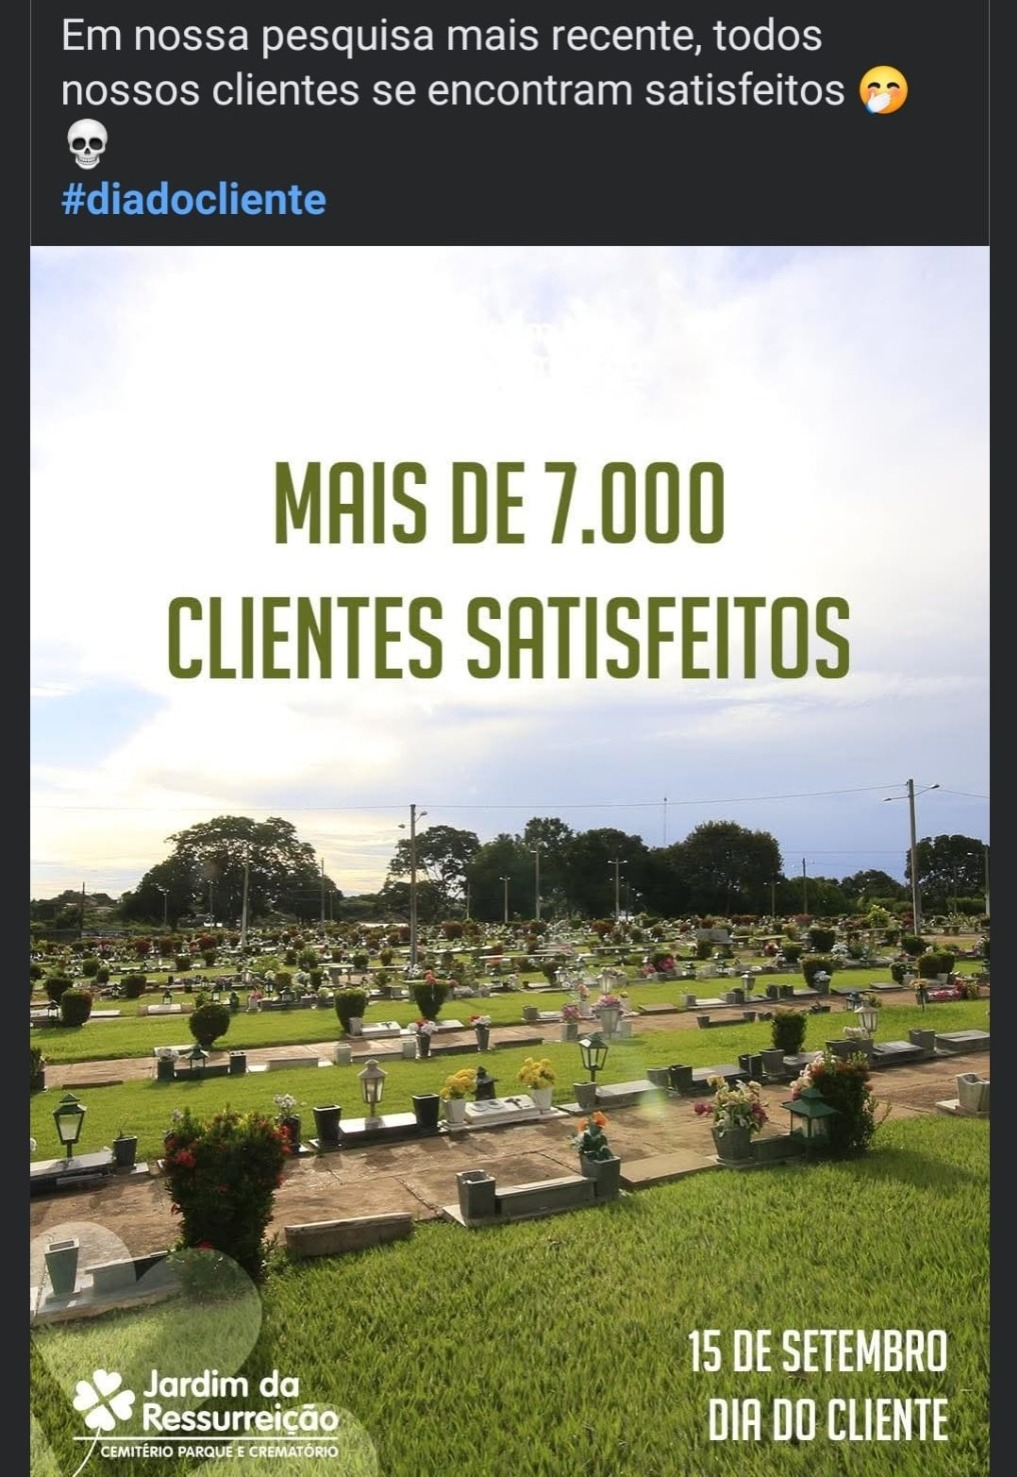 Em nossa pesquisa mais recente, todos
nossos clientes se encontram satisfeitos 🤭
💀
#diadocliente
MAIS DE 7.000
CLIENTES SATISFEITOS
15 DE SETEMBRO
DIA DO CLIENTE
Jardim da
Ressurreição
CEMITÉRIO PARQUE E CREMATÓRIO